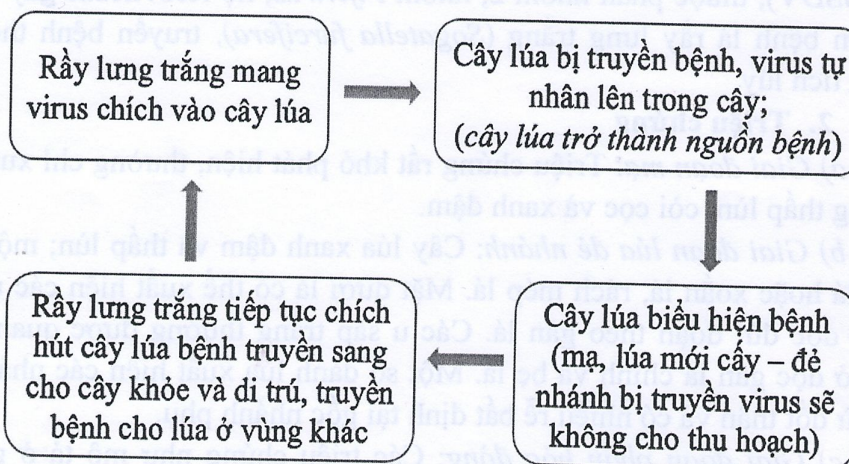 Rầy lưng trắng mang
virus chích vào cây lúa
Cây lúa bị truyền bệnh, virus tự
nhân lên trong cây;
(cây lúa trở thành nguồn bệnh)
Cây lúa biểu hiện bệnh
(mạ, lúa mới cấy – đẻ
nhánh bị truyền virus sẽ
không cho thu hoạch)
Rầy lưng trắng tiếp tục chích
hút cây lúa bệnh truyền sang
cho cây khỏe và di trú, truyền
bệnh cho lúa ở vùng khác